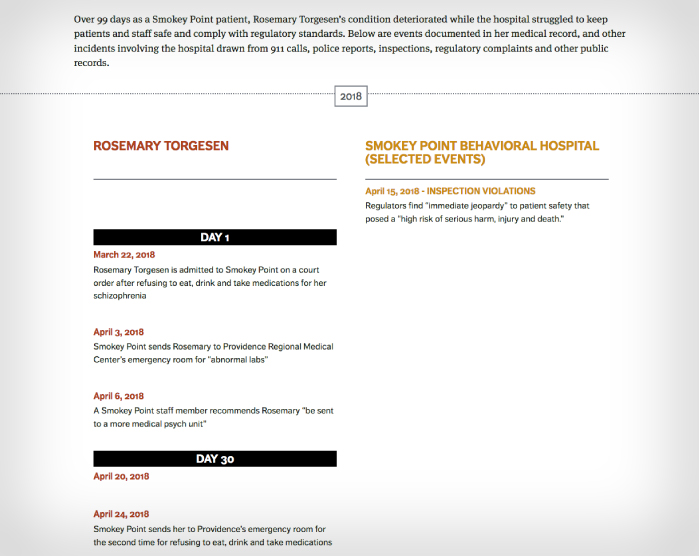 Over 99 days as a Smokey Point patient, Rosemary Torgesen's condition deteriorated while the hospital struggled to keep
patients and staff safe and comply with regulatory standards. Below are events documented in her medical record, and other
incidents involving the hospital drawn from 911 calls, police reports, inspections, regulatory complaints and other public
records.
2018
ROSEMARY TORGESEN
DAY 1
March 22, 2018
Rosemary Torgesen is admitted to Smokey Point on a court
order after refusing to eat, drink and take medications for her
schizophrenia
April 3, 2018
Smokey Point sends Rosemary to Providence Regional Medical
Center's emergency room for "abnormal labs"
April 6, 2018
A Smokey Point staff member recommends Rosemary "be sent
to a more medical psych unit"
DAY 30
April 20, 2018
April 24, 2018
Smokey Point sends her to Providence's emergency room for
the second time for refusing to eat, drink and take medications
SMOKEY POINT BEHAVIORAL HOSPITAL
(SELECTED EVENTS)
April 15, 2018 - INSPECTION VIOLATIONS
Regulators find "immediate jeopardy" to patient safety that
posed a "high risk of serious harm, injury and death."